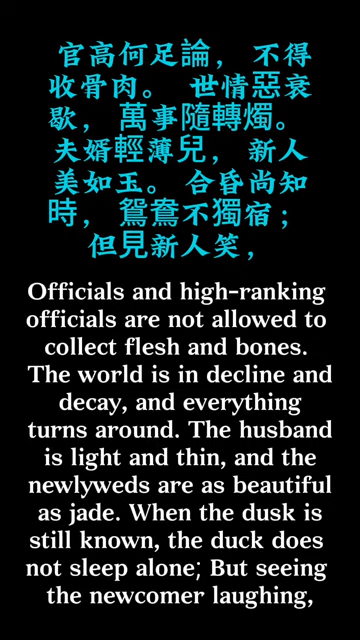 官高何足論， 不得
收骨肉。 世情惡衰
歇， 萬事隨轉燭。
夫婿輕薄兒， 新人
美如玉。 合昏尚知
時， 鴛鴦不獨宿；
但見新人笑，
Officials and high-ranking
officials are not allowed to
collect flesh and bones.
The world is in decline and
decay, and everything
turns around. The husband
is light and thin, and the
newlyweds are as beautiful
as jade. When the dusk is
still known, the duck does
not sleep alone; But seeing
the newcomer laughing,